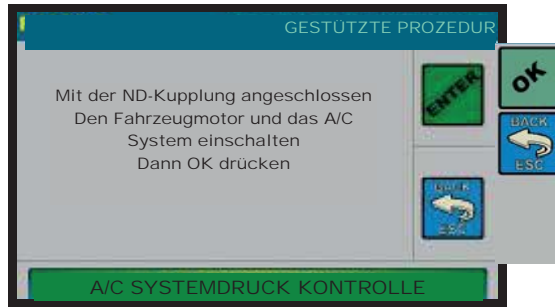 GESTÜTZTE PROZEDUR
Mit der ND-Kupplung angeschlossen
Den Fahrzeugmotor und das A/C
System einschalten
Dann OK drücken
ENTER
OK
BACK
ESC
BACK
ESC
A/C SYSTEMDRUCK KONTROLLE